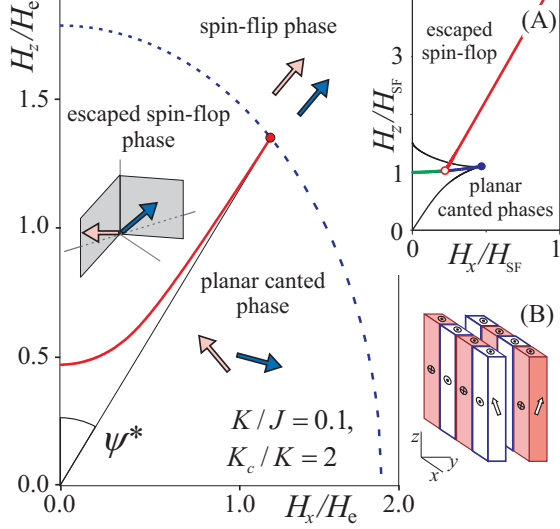 H_z/H_e
spin-flip phase
1.5
escaped spin-flop
phase
1.0
planar canted
phase
0.5
ψ*
K/J = 0.1,
K_c/K = 2
0.0
0.0
H_x/H_e
1.0
2.0
(A)
escaped
spin-flop
H_z/H_SF
3
2
1
0
planar
canted phases
0
H_x/H_SF
1
(B)
z
y
x